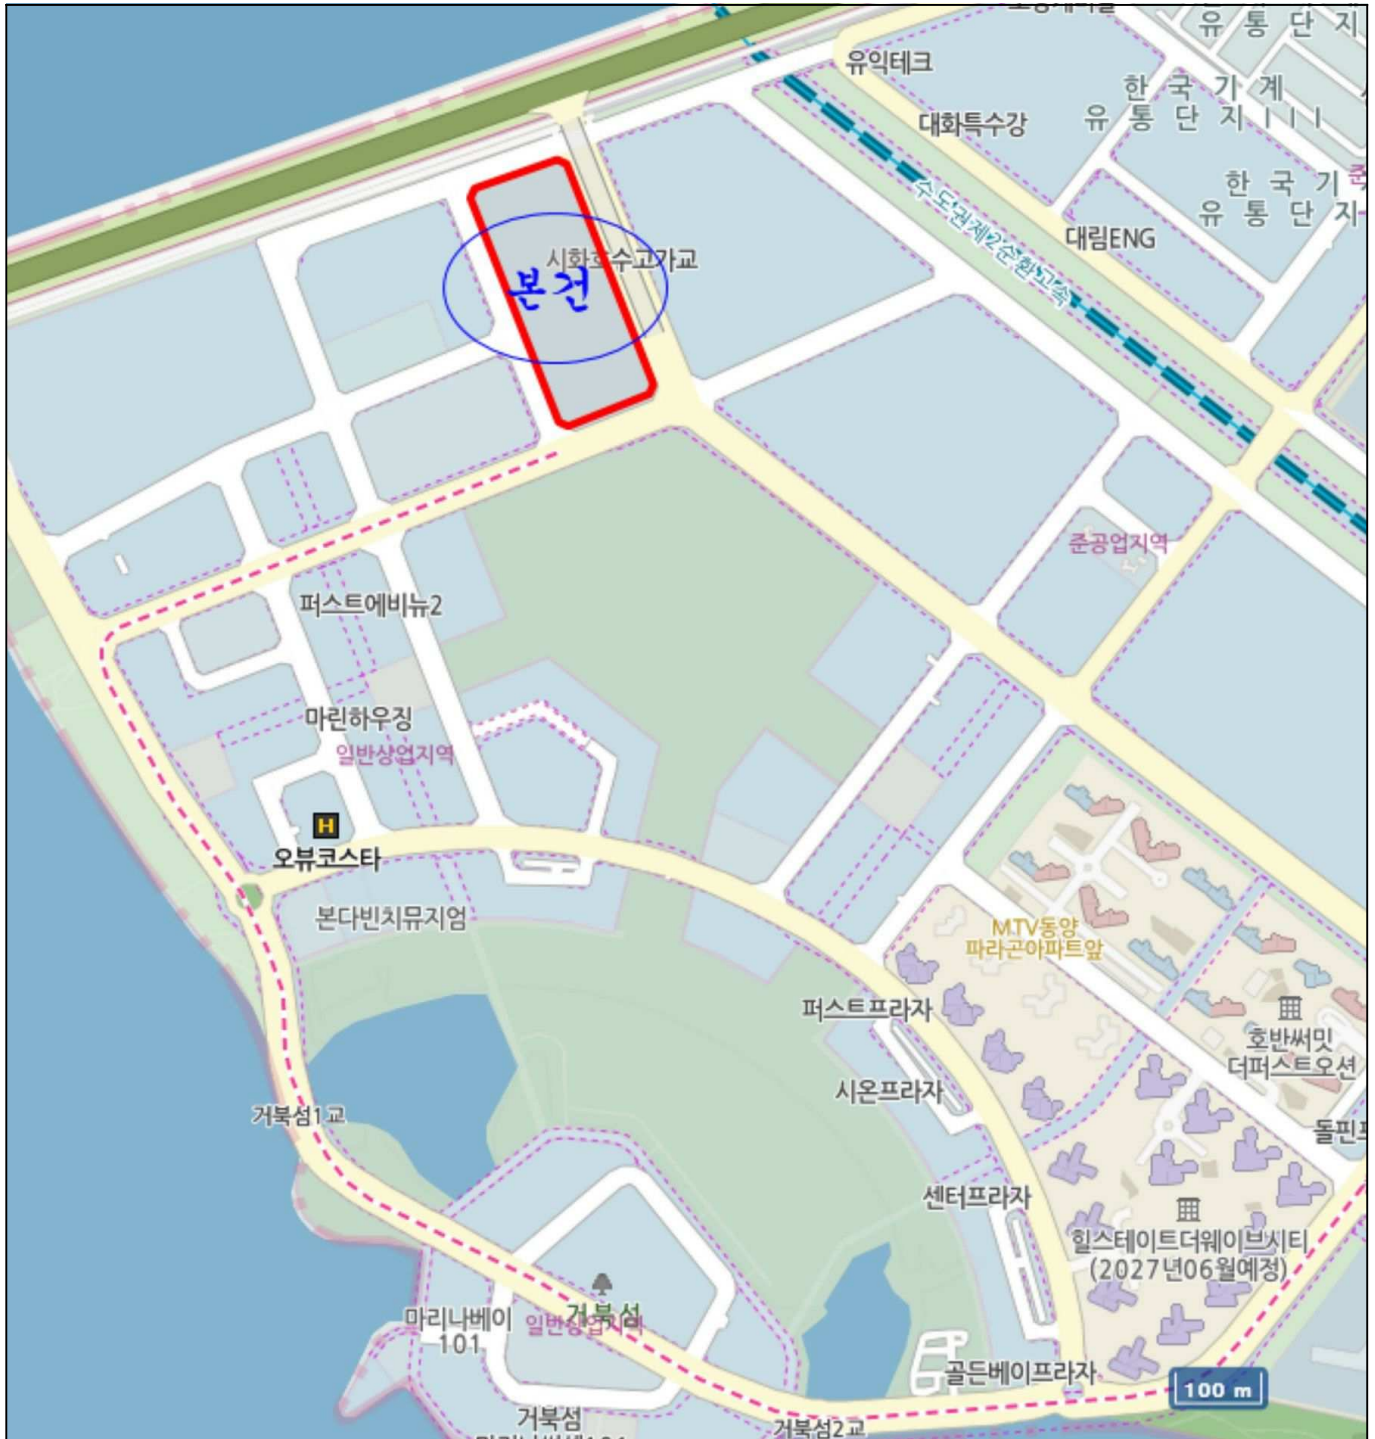 유 통 단 지
유익테크
한 국 기 계
유 통 단 지 I I I
대화특수강
한 국 기
유 통 단 지
준
수도권제2순환고속
대림ENG
시화호수고가교
본건
준공업지역
퍼스트에비뉴2
마린하우징
일반상업지역
H
오뷰코스타
본다빈치뮤지엄
MTV동양
파라곤아파트앞
퍼스트프라자
호반써밋
더퍼스트오션
시온프라자
거북섬1교
돌핀프
센터프라자
힐스테이트더웨이브시티
(2027년06월예정)
거북섬
일반상업지역
마리나베이
101
골든베이프라자
100 m
거북섬
거북섬2교